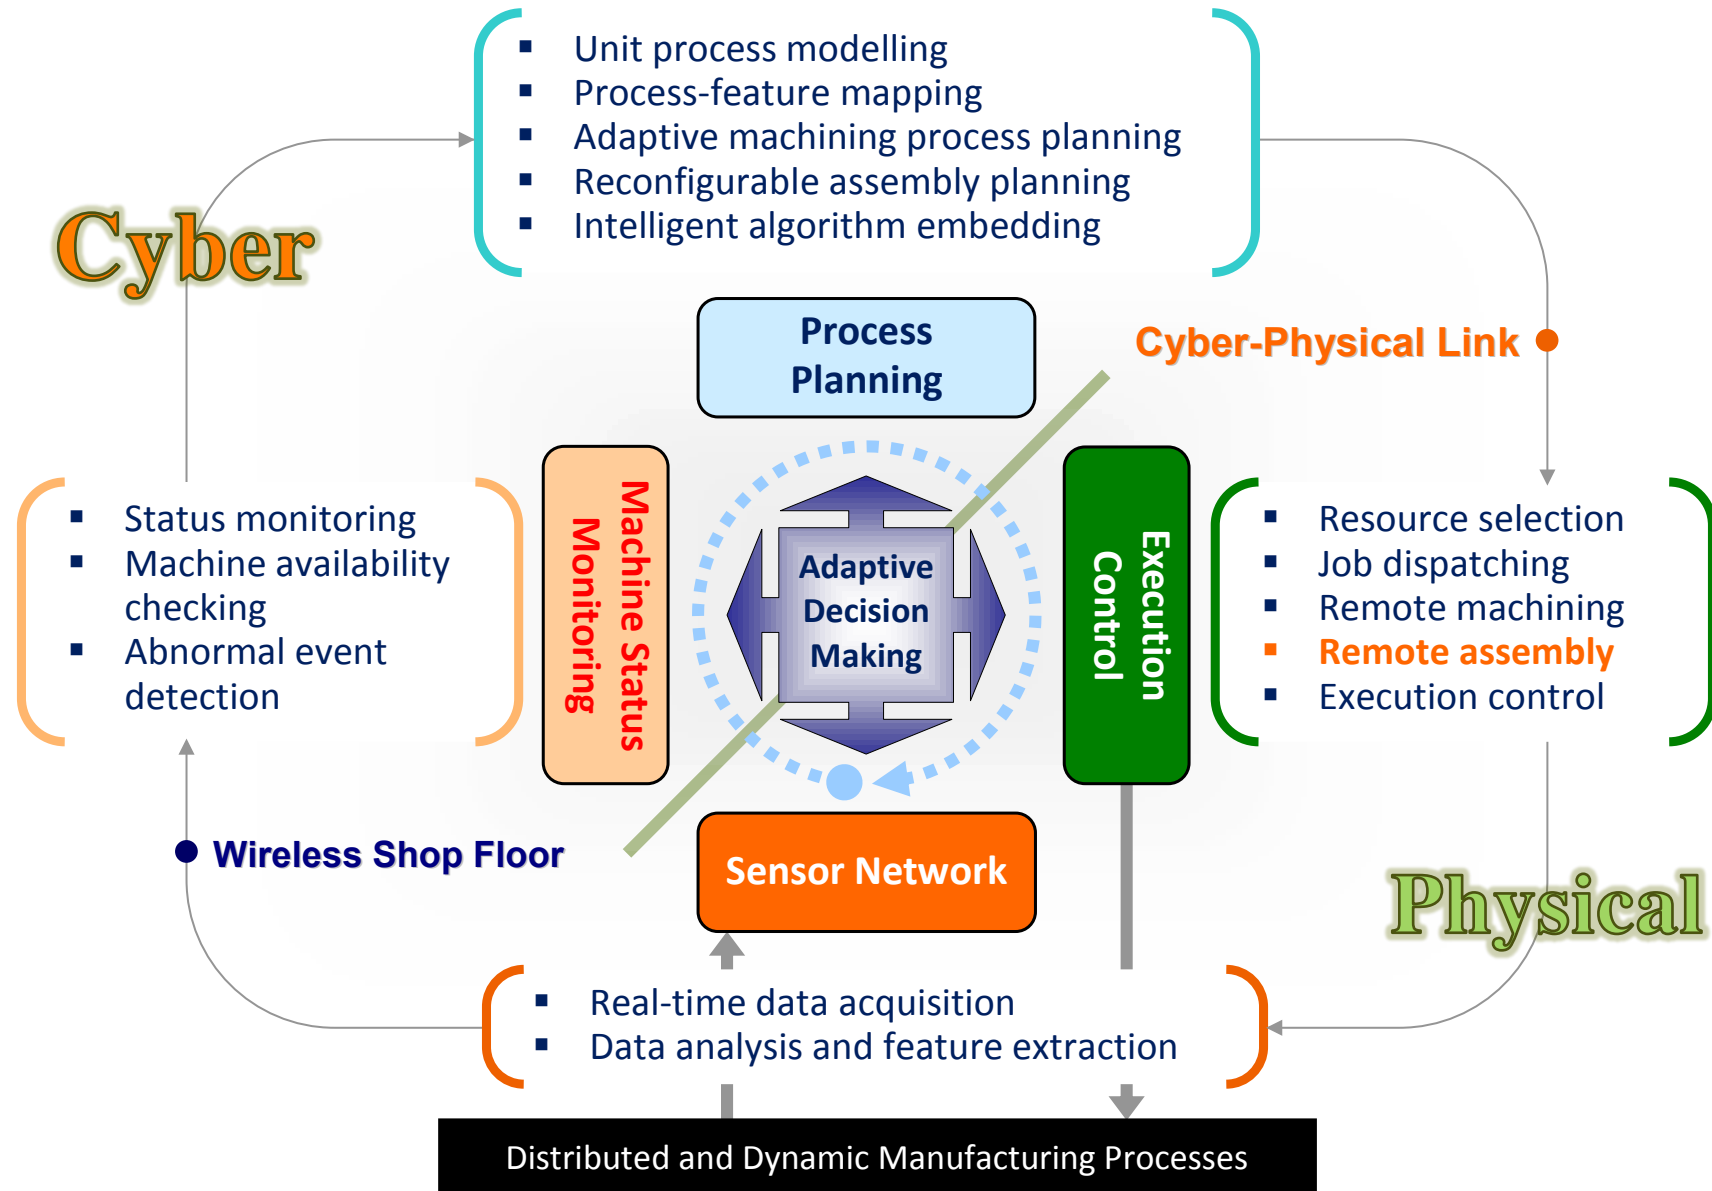 ▪ Unit process modelling
▪ Process-feature mapping
▪ Adaptive machining process planning
▪ Reconfigurable assembly planning
▪ Intelligent algorithm embedding
Cyber
Process
Planning
Cyber-Physical Link
▪ Status monitoring
▪ Machine availability
checking
▪ Abnormal event
detection
Machine Status
Monitoring
Adaptive
Decision
Making
Execution
Control
▪ Resource selection
▪ Job dispatching
▪ Remote machining
▪ Remote assembly
▪ Execution control
Wireless Shop Floor
Sensor Network
Physical
▪ Real-time data acquisition
▪ Data analysis and feature extraction
Distributed and Dynamic Manufacturing Processes